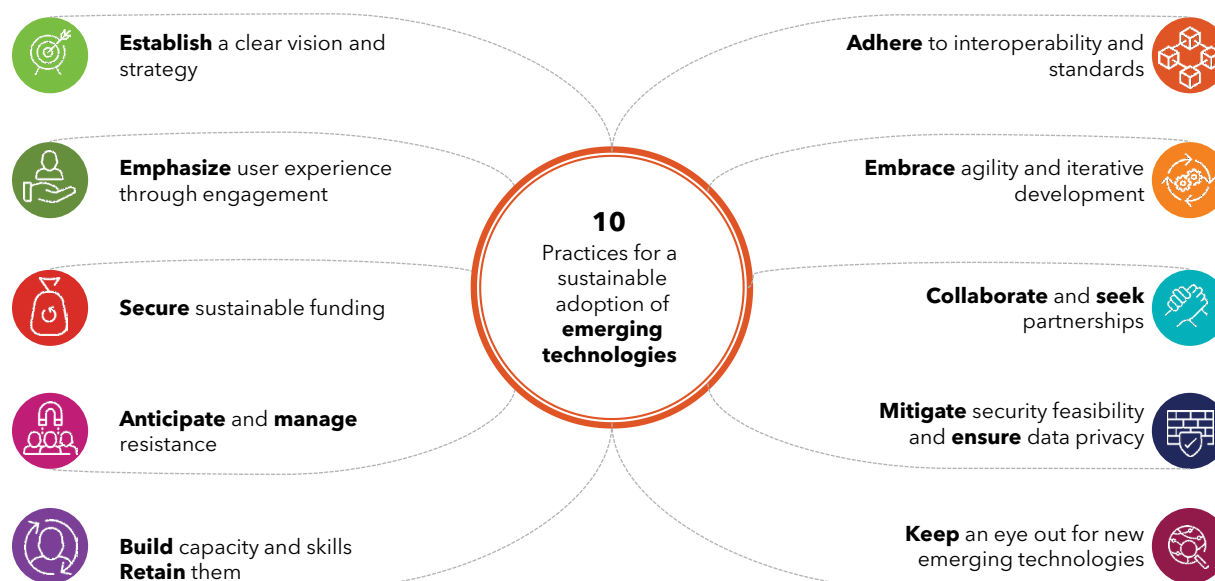 Establish a clear vision and
strategy
Emphasize user experience
through engagement
Secure sustainable funding
Anticipate and manage
resistance
Build capacity and skills
Retain them
10
Practices for a
sustainable
adoption of
emerging
technologies
Adhere to interoperability and
standards
Embrace agility and iterative
development
Collaborate and seek
partnerships
Mitigate security feasibility
and ensure data privacy
Keep an eye out for new
emerging technologies